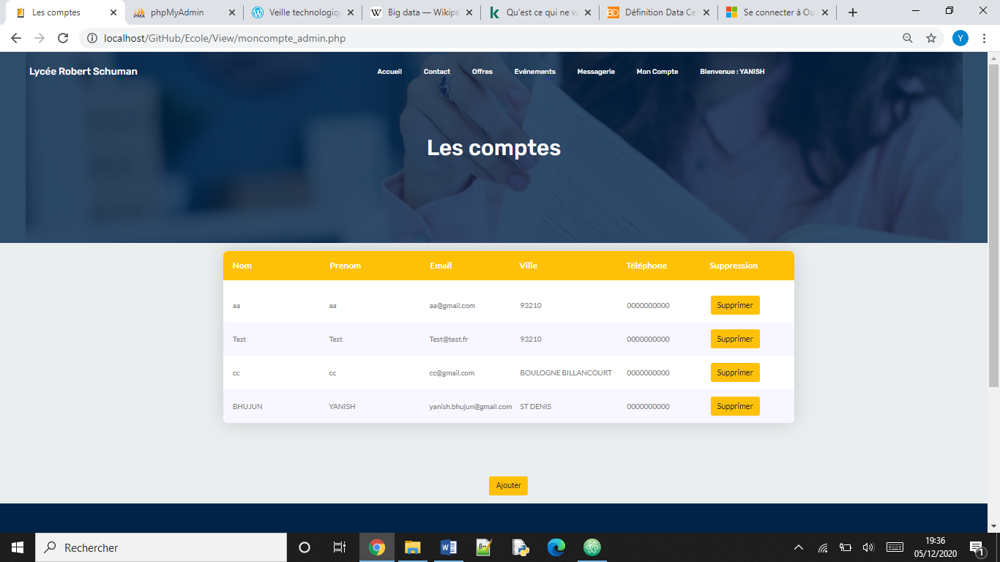 Les comptes
phpMyAdmin
Veille technologiqu
Big data — Wikipé
Qu'est ce qui ne va
Définition Data Ce
Se connecter à Ou
localhost/GitHub/Ecole/View/moncompte_admin.php
Y
Lycée Robert Schuman
Accueil Contact Offres Evénements Messagerie Mon Compte Bienvenue : YANISH
Les comptes
Nom Prenom Email Ville Téléphone Suppression
aa aa aa@gmail.com 93210 0000000000 Supprimer
Test Test Test@test.fr 93210 0000000000 Supprimer
cc cc cc@gmail.com BOULOGNE BILLANCOURT 0000000000 Supprimer
BHUJUN YANISH yanish.bhujun@gmail.com ST DENIS 0000000000 Supprimer
Ajouter
Rechercher
19:36
05/12/2020
1